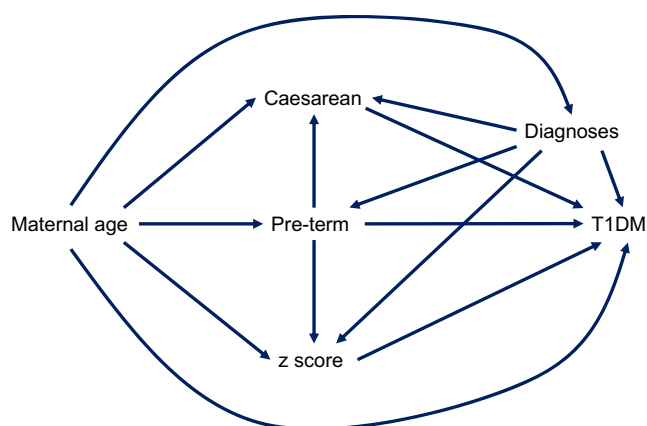 Caesarean
Diagnoses
Maternal age
Pre-term
T1DM
z score